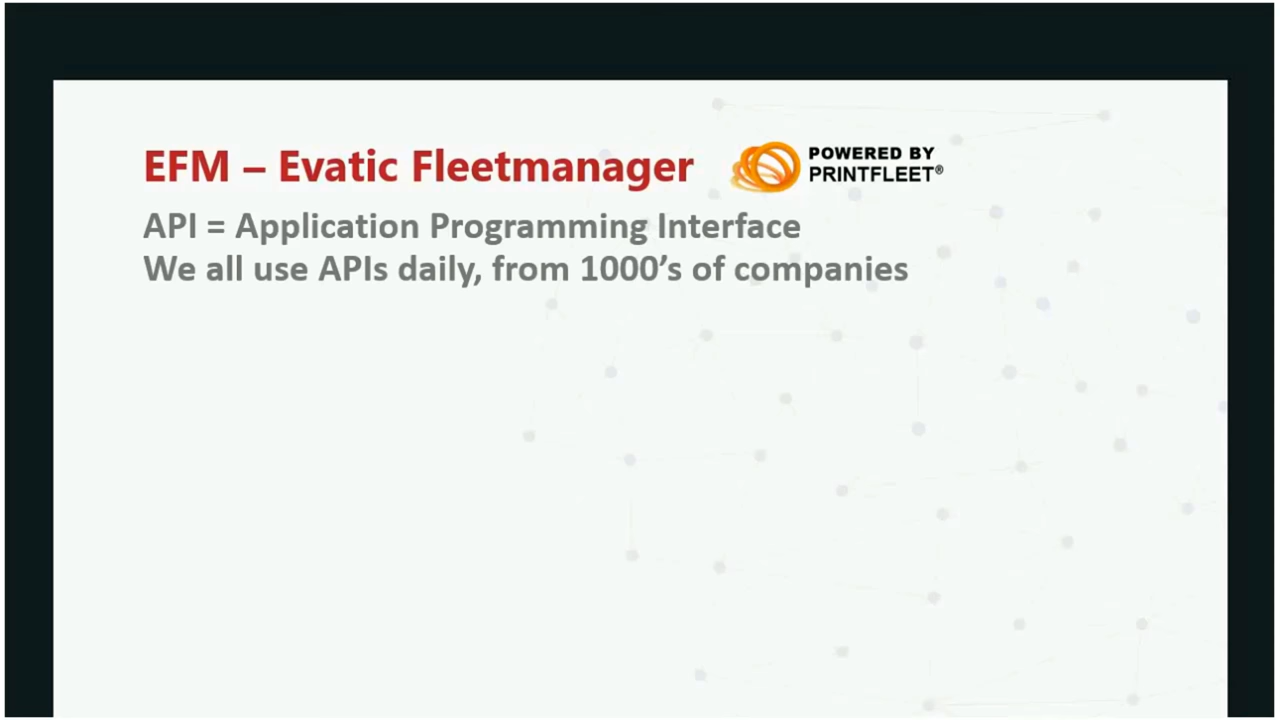 EFM – Evatic Fleetmanager
POWERED BY
PRINTFLEET®
API = Application Programming Interface
We all use APIs daily, from 1000’s of companies